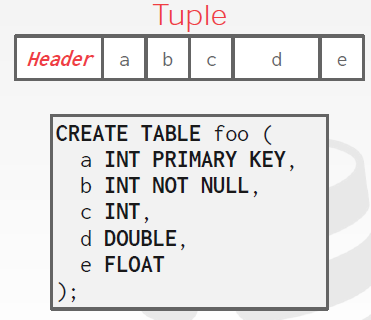 Tuple
Header a b c d e
CREATE TABLE foo (
a INT PRIMARY KEY,
b INT NOT NULL,
c INT,
d DOUBLE,
e FLOAT
);